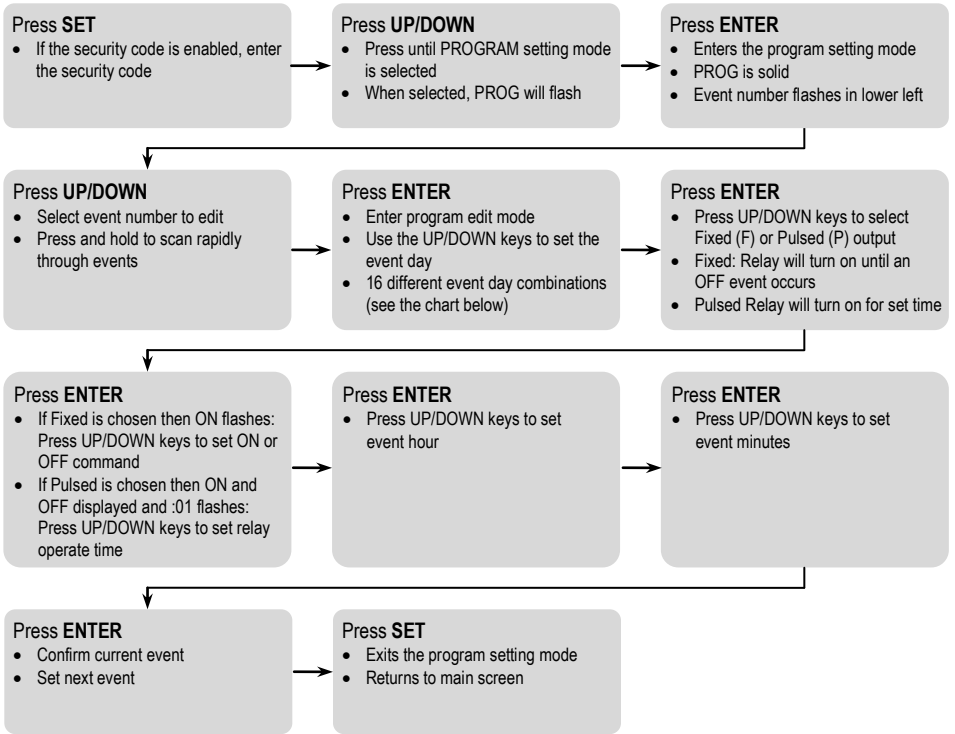 Press SET
• If the security code is enabled, enter
the security code
Press UP/DOWN
• Press until PROGRAM setting mode
is selected
• When selected, PROG will flash
Press ENTER
• Enters the program setting mode
• PROG is solid
• Event number flashes in lower left
Press UP/DOWN
• Select event number to edit
• Press and hold to scan rapidly
through events
Press ENTER
• Enter program edit mode
• Use the UP/DOWN keys to set the
event day
• 16 different event day combinations
(see the chart below)
Press ENTER
• Press UP/DOWN keys to select
Fixed (F) or Pulsed (P) output
• Fixed: Relay will turn on until an
OFF event occurs
• Pulsed Relay will turn on for set time
Press ENTER
• If Fixed is chosen then ON flashes:
Press UP/DOWN keys to set ON or
OFF command
• If Pulsed is chosen then ON and
OFF displayed and :01 flashes:
Press UP/DOWN keys to set relay
operate time
Press ENTER
• Press UP/DOWN keys to set
event hour
Press ENTER
• Press UP/DOWN keys to set
event minutes
Press ENTER
• Confirm current event
• Set next event
Press SET
• Exits the program setting mode
• Returns to main screen